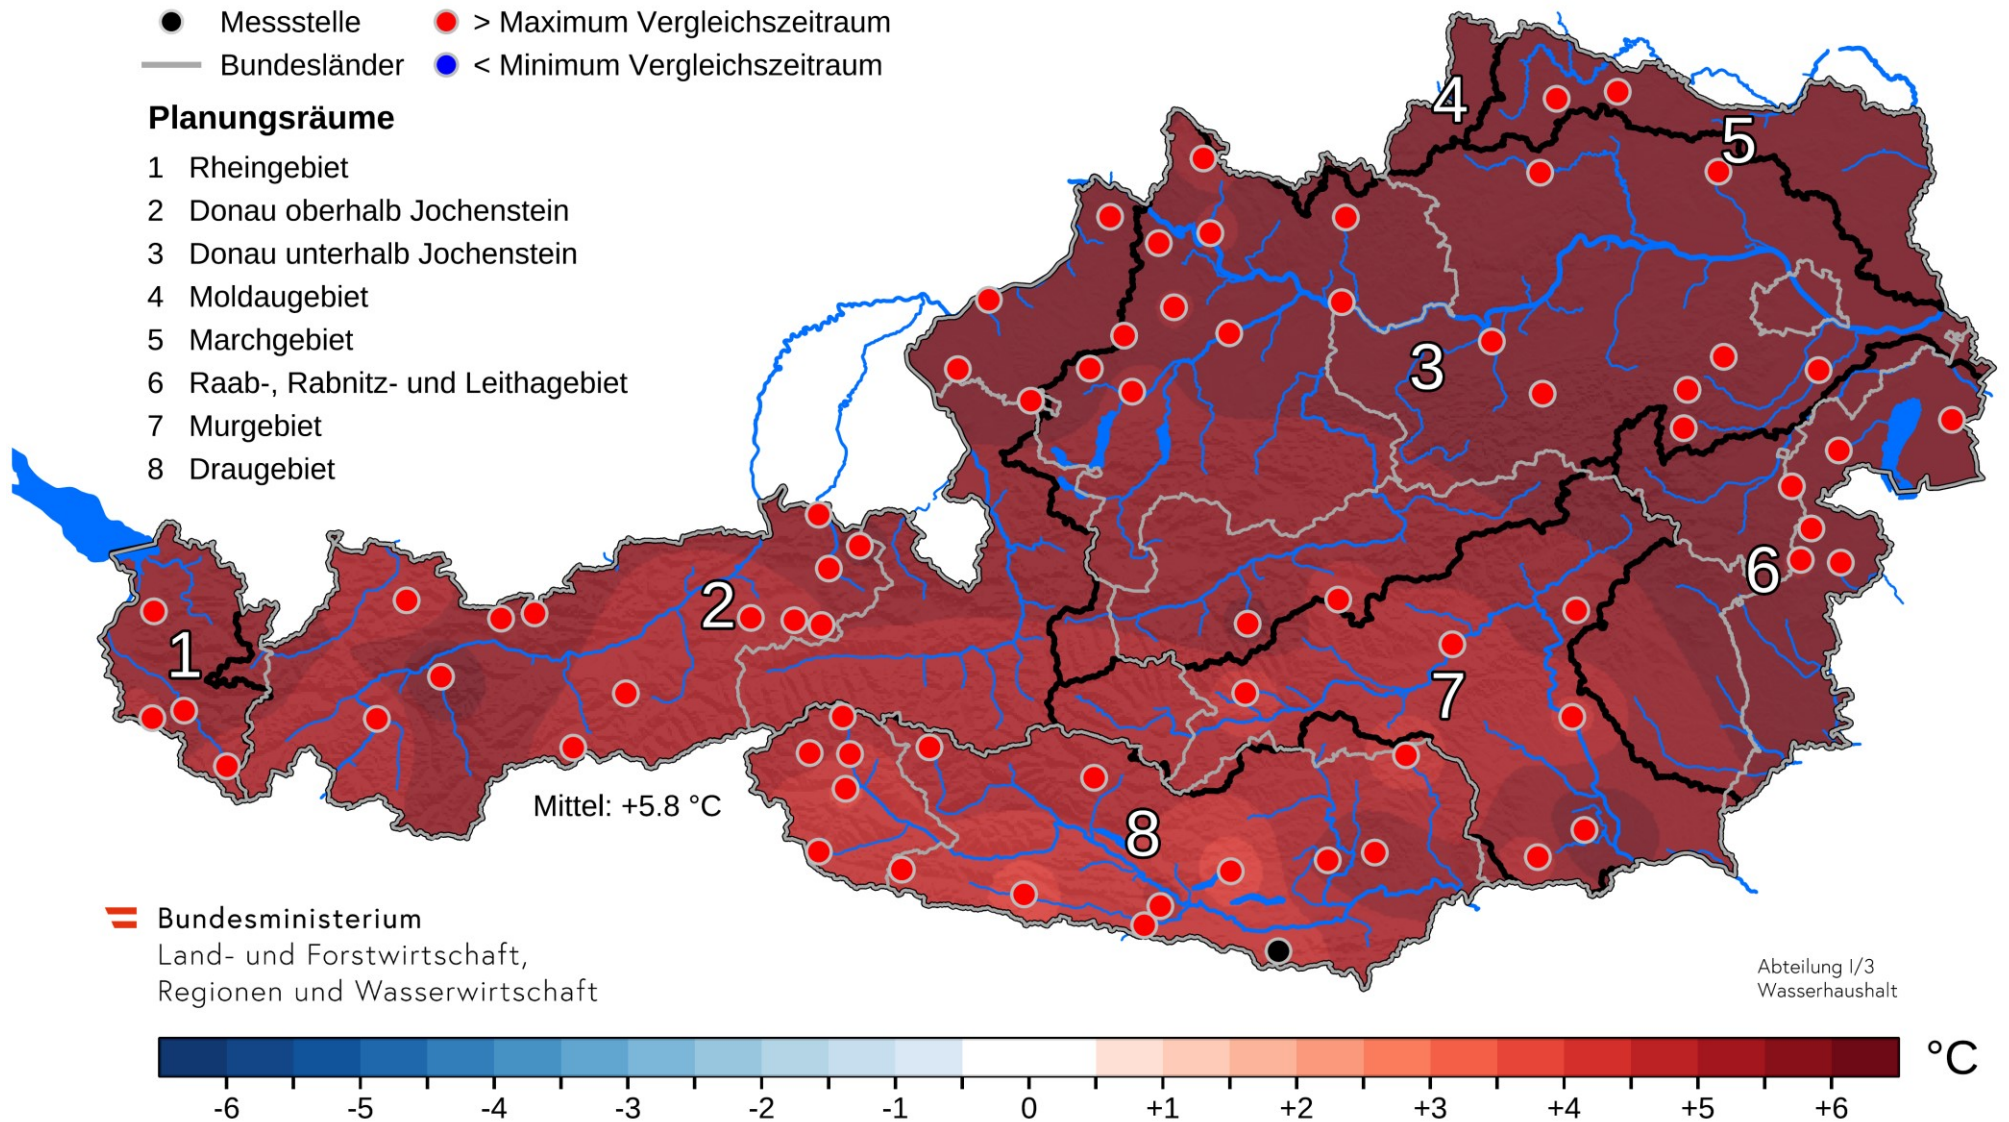 Messstelle
> Maximum Vergleichszeitraum
Bundesländer
< Minimum Vergleichszeitraum
Planungsräume
1 Rheingebiet
2 Donau oberhalb Jochenstein
3 Donau unterhalb Jochenstein
4 Moldaugebiet
5 Marchgebiet
6 Raab-, Rabnitz- und Leithagebiet
7 Murgebiet
8 Draugebiet
4
5
3
6
2
1
7
8
Mittel: +5.8 °C
Bundesministerium
Land- und Forstwirtschaft,
Regionen und Wasserwirtschaft
Abteilung I/3
Wasserhaushalt
°C
-6 -5 -4 -3 -2 -1 0 +1 +2 +3 +4 +5 +6